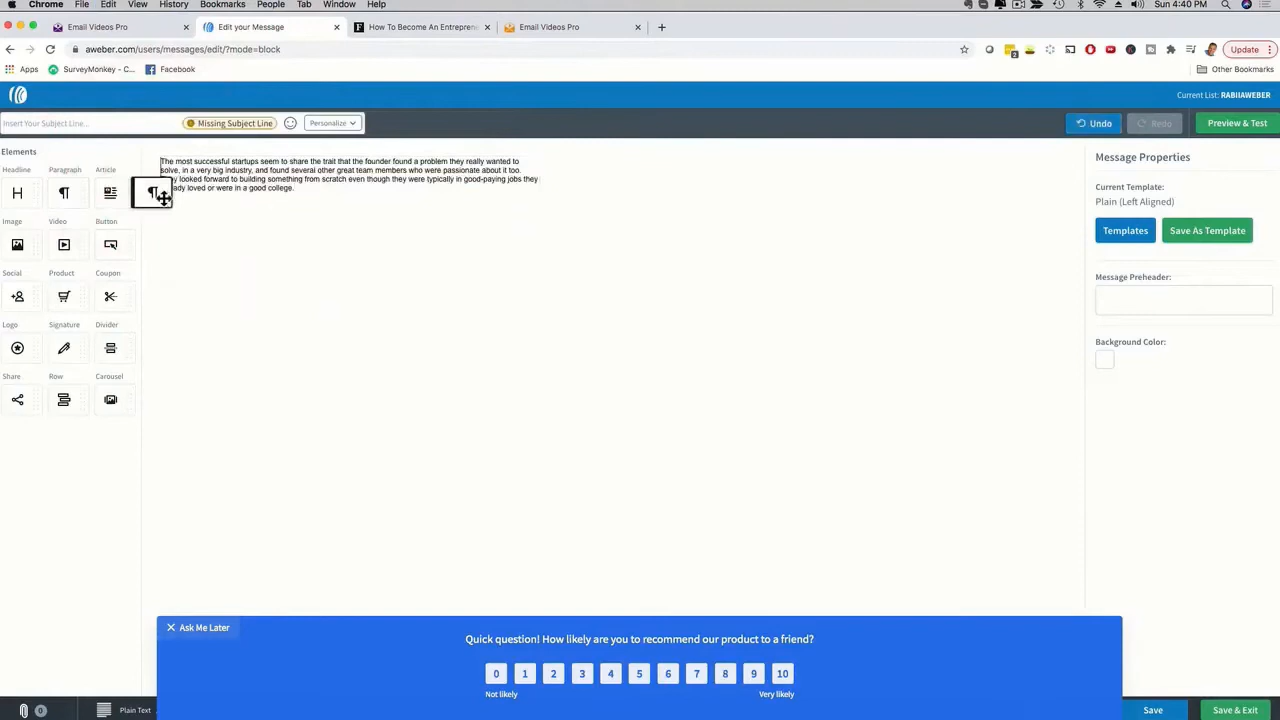 Chrome File Edit View History Bookmarks People Tab Window Help
Sun 4:40 PM
Email Videos Pro
Edit your Message
How To Become An Entreprene
Email Videos Pro
aweber.com/users/messages/edit/?mode=block
2
Update
Apps
SurveyMonkey - C...
Facebook
Other Bookmarks
Current List: RABIIAWEBER
Insert Your Subject Line...
Missing Subject Line
Personalize
Undo
Redo
Preview & Test
Elements
Headline Paragraph Article
Image Video Button
Social Product Coupon
Logo Signature Divider
Share Row Carousel
The most successful startups seem to share the trait that the founder found a problem they really wanted to
solve, in a very big industry, and found several other great team members who were passionate about it too.
looked forward to building something from scratch even though they were typically in good-paying jobs they
loved or were in a good college.
Message Properties
Current Template:
Plain (Left Aligned)
Templates
Save As Template
Message Preheader:
Background Color:
Ask Me Later
Quick question! How likely are you to recommend our product to a friend?
0 1 2 3 4 5 6 7 8 9 10
Not likely
Very likely
0
Plain Text
Save
Save & Exit